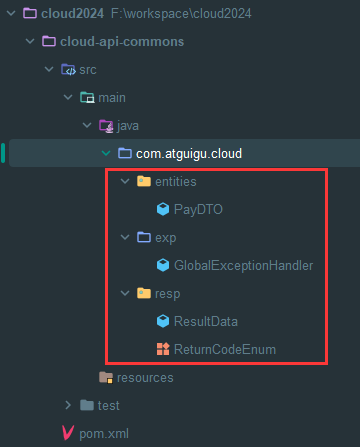 cloud2024 F:\workspace\cloud2024
cloud-api-commons
src
main
java
com.atguigu.cloud
entities
PayDTO
exp
GlobalExceptionHandler
resp
ResultData
ReturnCodeEnum
resources
test
pom.xml